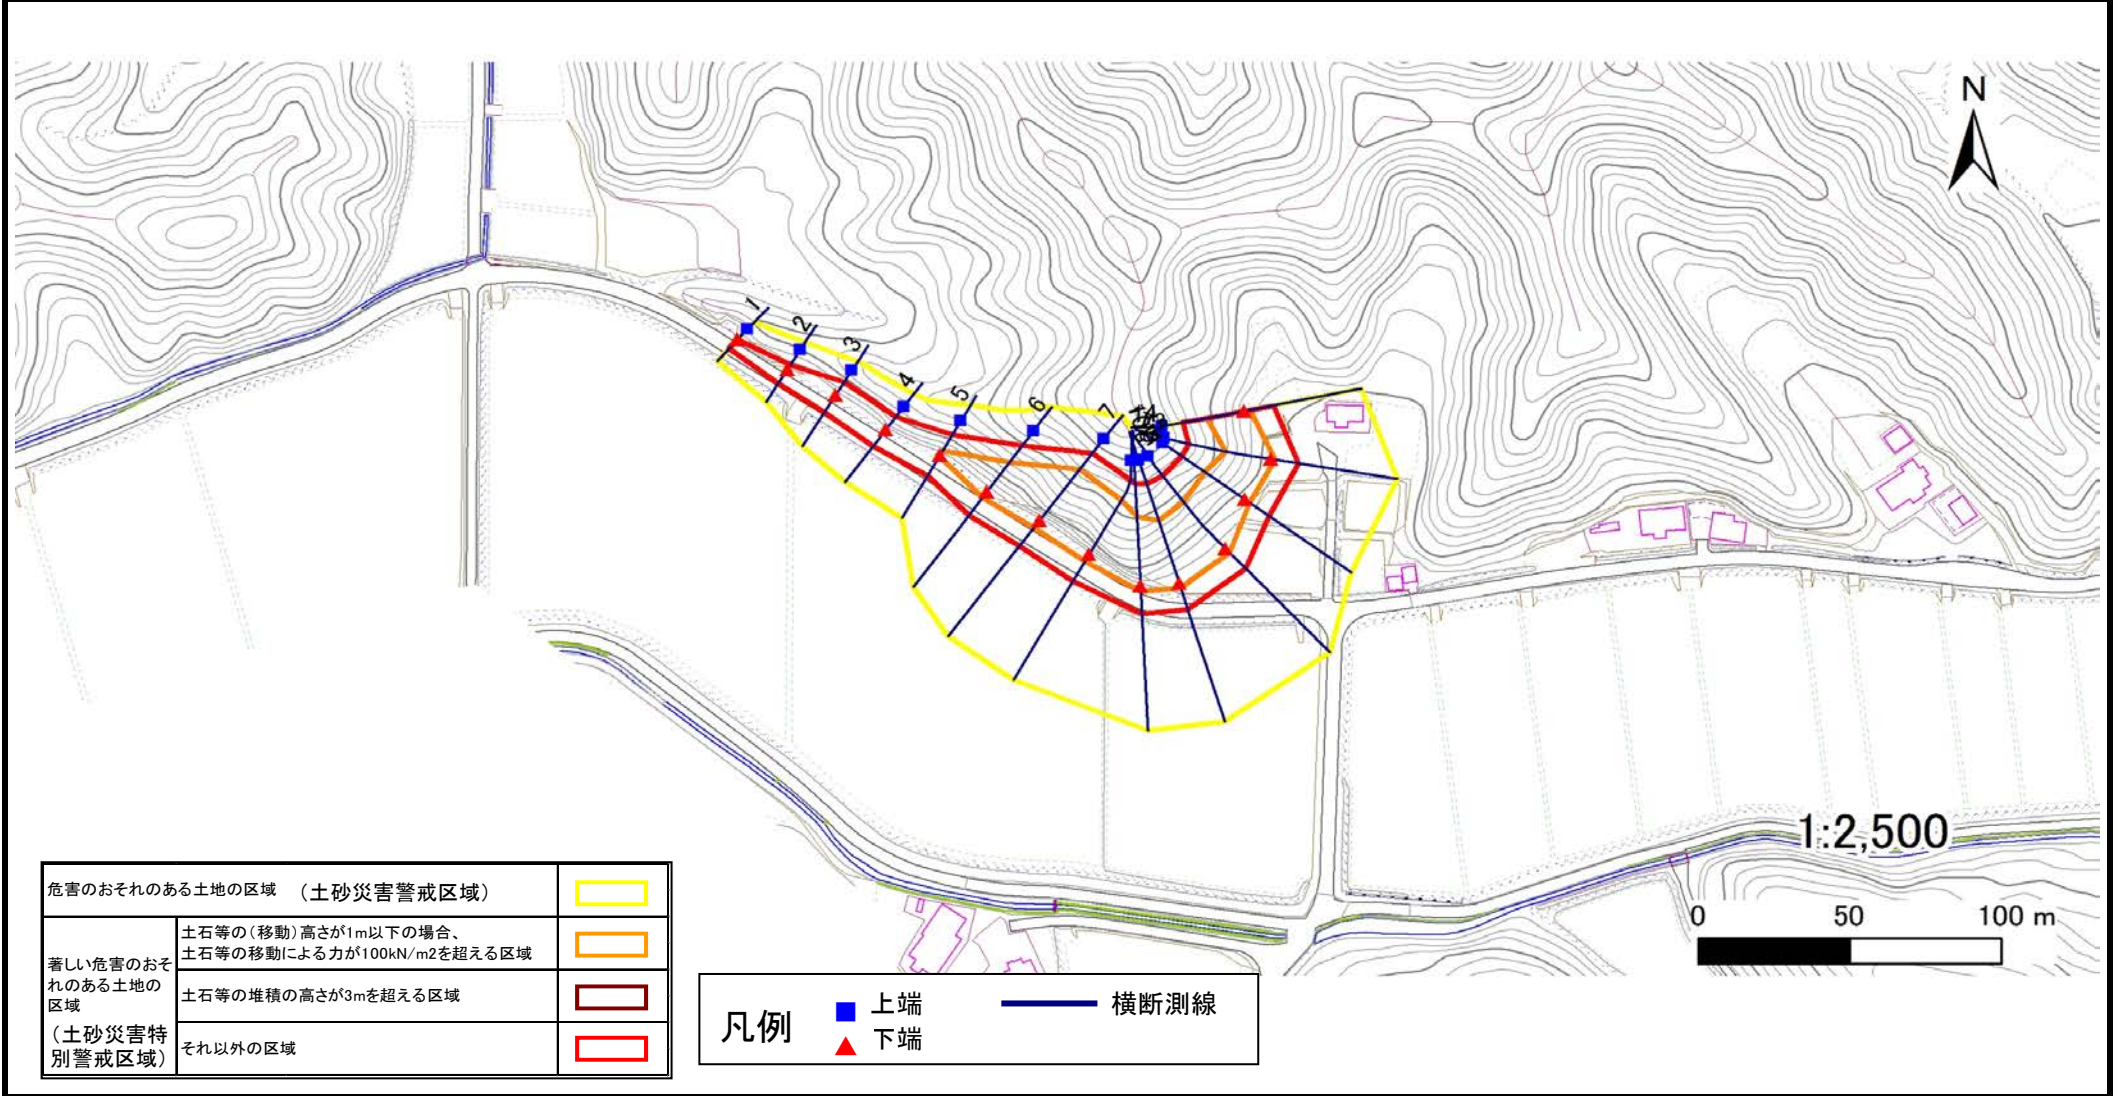 N
1
2
3
4
5
6
7
1:2,500
0 50 100 m
危害のおそれのある土地の区域 （土砂災害警戒区域）
著しい危害のおそ
れのある土地の
区域
（土砂災害特
別警戒区域）
土石等の（移動）高さが1m以下の場合、
土石等の移動による力が100kN/m2を超える区域
土石等の堆積の高さが3mを超える区域
それ以外の区域
凡例
上端
下端
横断測線